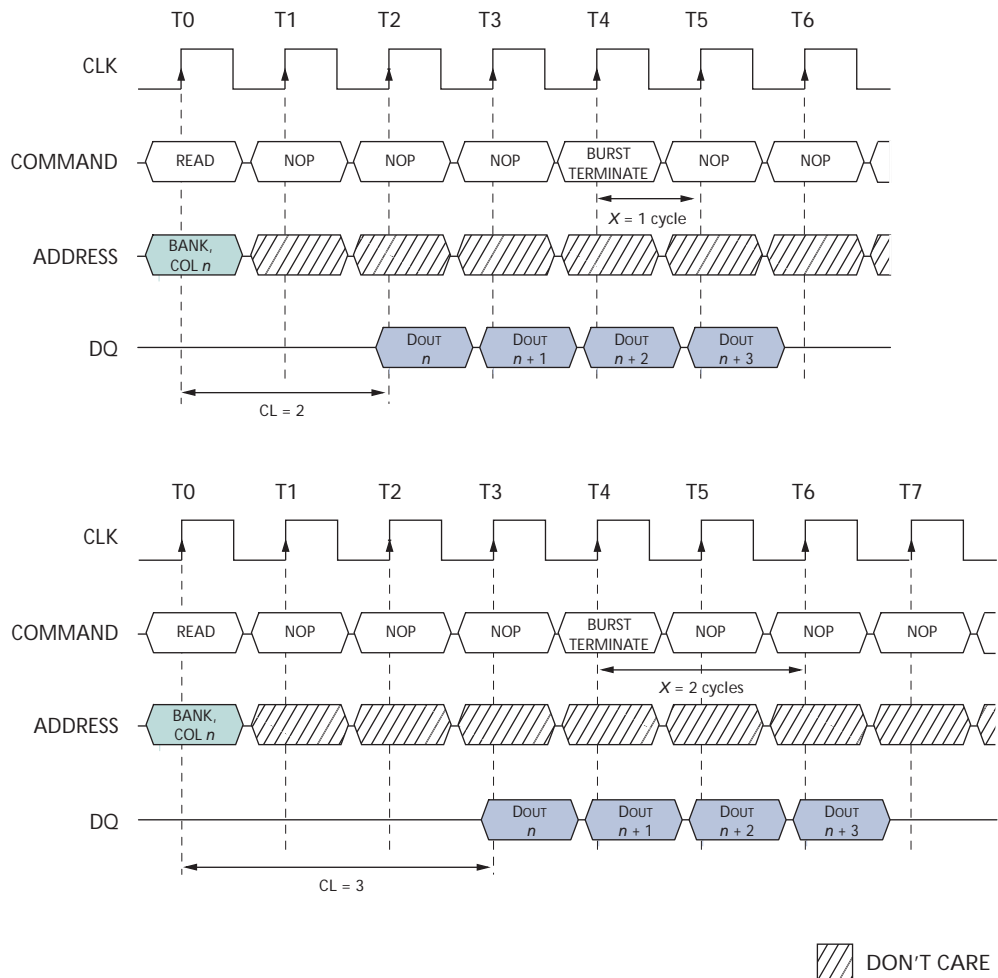 T0 T1 T2 T3 T4 T5 T6
CLK
COMMAND READ NOP NOP NOP BURST TERMINATE NOP NOP
X = 1 cycle
ADDRESS BANK, COL n
DQ DOUT n DOUT n + 1 DOUT n + 2 DOUT n + 3
CL = 2
T0 T1 T2 T3 T4 T5 T6 T7
CLK
COMMAND READ NOP NOP NOP BURST TERMINATE NOP NOP NOP
X = 2 cycles
ADDRESS BANK, COL n
DQ DOUT n DOUT n + 1 DOUT n + 2 DOUT n + 3
CL = 3
DON'T CARE